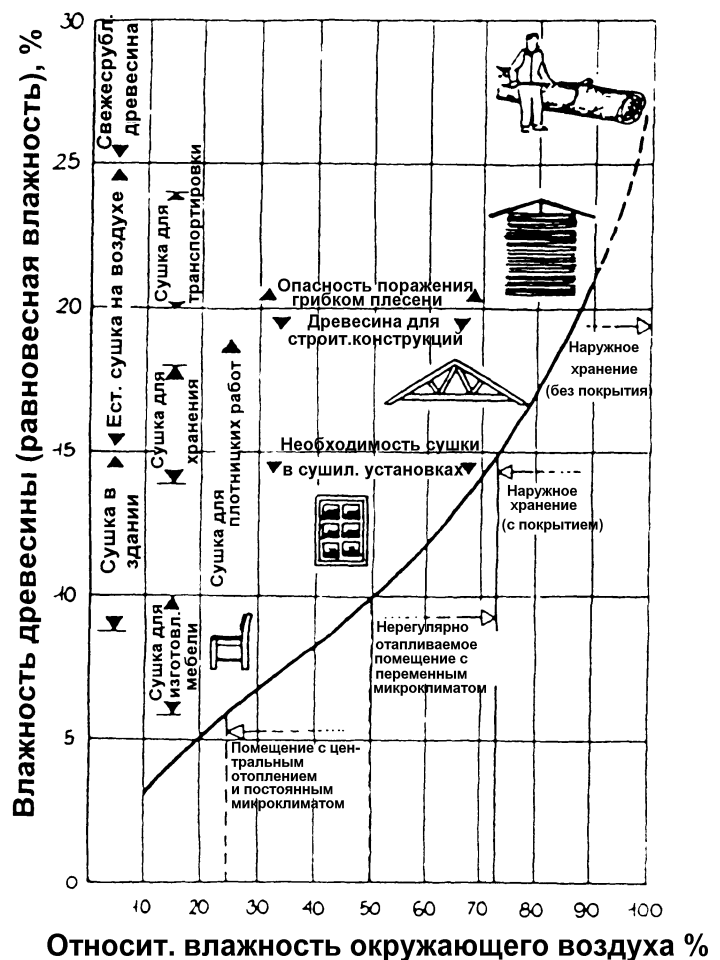 Влажность древесины (равновесная влажность), %
30
25
20
15
10
5
0
Свежесрубл.
древесина
Ест. сушка на воздухе
Сушка в
здании
Сушка для
транспортировки
Сушка для
хранения
Сушка для
изготовл.
мебели
Сушка для
плотницких работ
Опасность поражения
грибком плесени
Древесина для
строит.конструкций
Необходимость сушки
в сушил. установках
Наружное
хранение
(без покрытия)
Наружное
хранение
(с покрытием)
Нерегулярно
отапливаемое
помещение с
переменным
микроклиматом
Помещение с цен-
тральным
отоплением
и постоянным
микроклиматом
10 20 30 40 50 60 70 80 90 100
Относит. влажность окружающего воздуха %